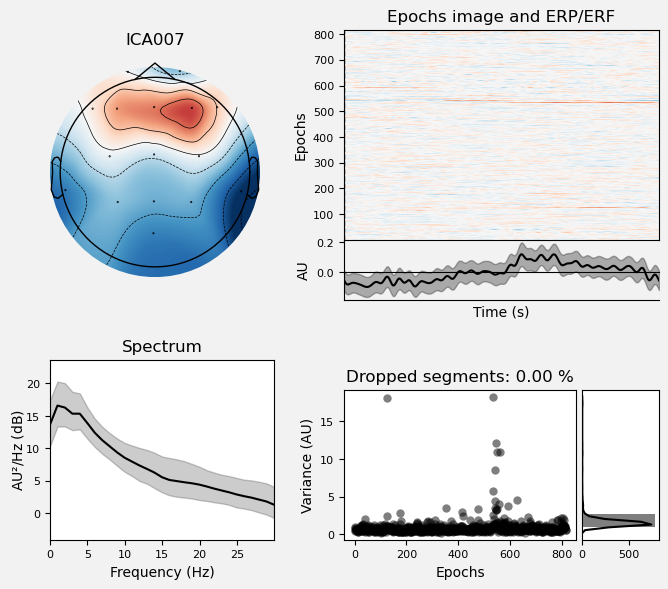 ICA007
Epochs image and ERP/ERF
Epochs
800
700
600
500
400
300
200
100
AU
0.2
0.0
Time (s)
Spectrum
AU²/Hz (dB)
20
15
10
5
0
0 5 10 15 20 25
Frequency (Hz)
Dropped segments: 0.00 %
Variance (AU)
15
10
5
0
0 200 400 600 800
Epochs
0 500